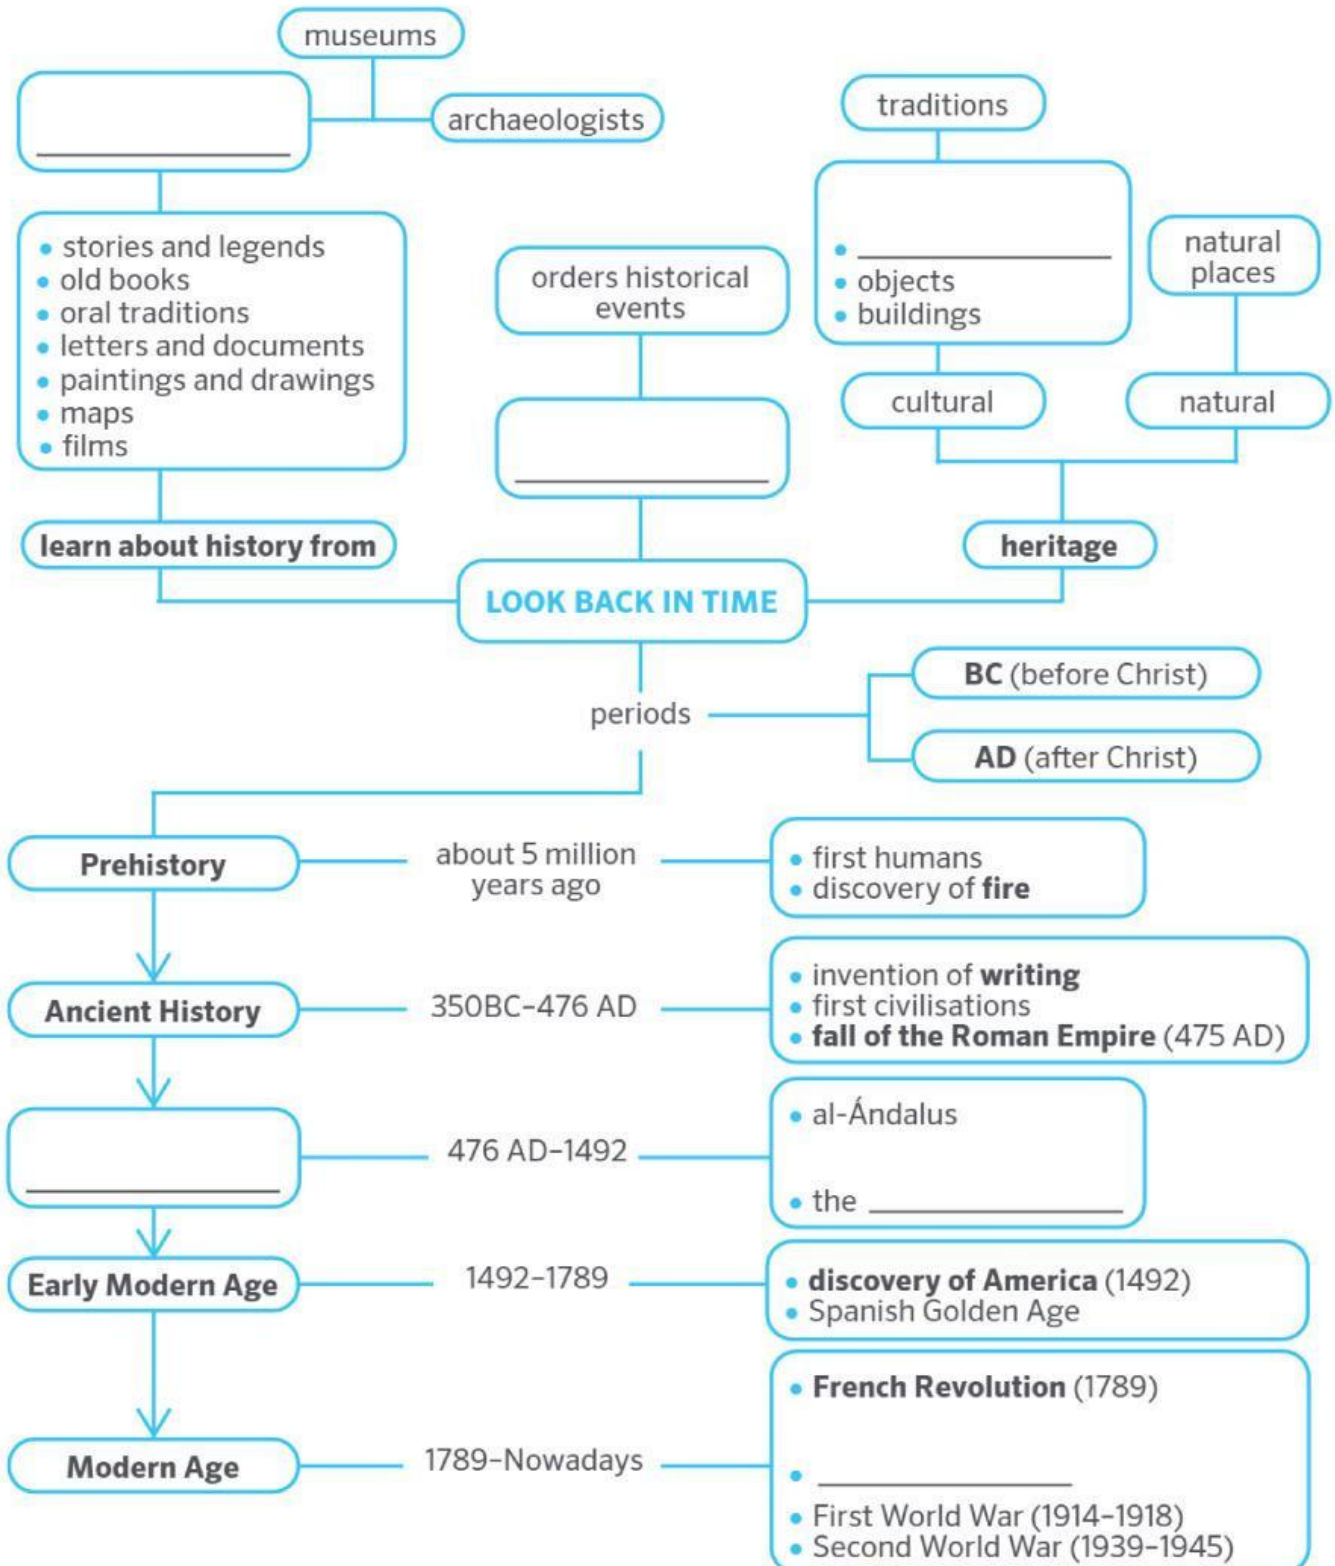 museums
archaeologists
• stories and legends
• old books
• oral traditions
• letters and documents
• paintings and drawings
• maps
• films
learn about history from
orders historical
events
traditions
•
• objects
• buildings
natural
places
cultural
natural
heritage
LOOK BACK IN TIME
periods
BC (before Christ)
AD (after Christ)
Prehistory
about 5 million
years ago
• first humans
• discovery of fire
Ancient History
350BC–476 AD
• invention of writing
• first civilisations
• fall of the Roman Empire (475 AD)
476 AD–1492
• al-Ándalus
• the
Early Modern Age
1492–1789
• discovery of America (1492)
• Spanish Golden Age
Modern Age
1789–Nowadays
• French Revolution (1789)
•
• First World War (1914–1918)
• Second World War (1939–1945)